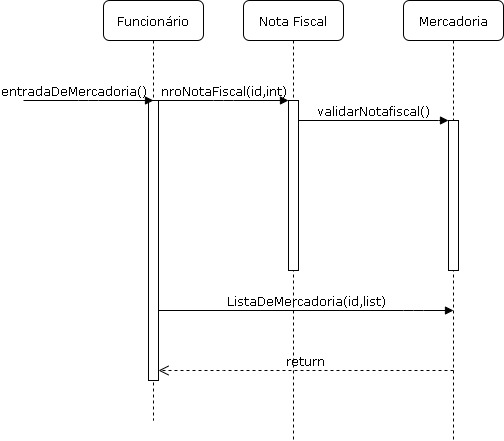 Funcionário
Nota Fiscal
Mercadoria
entradaDeMercadoria()
nroNotaFiscal(id,int)
validarNotafiscal()
ListaDeMercadoria(id,list)
return